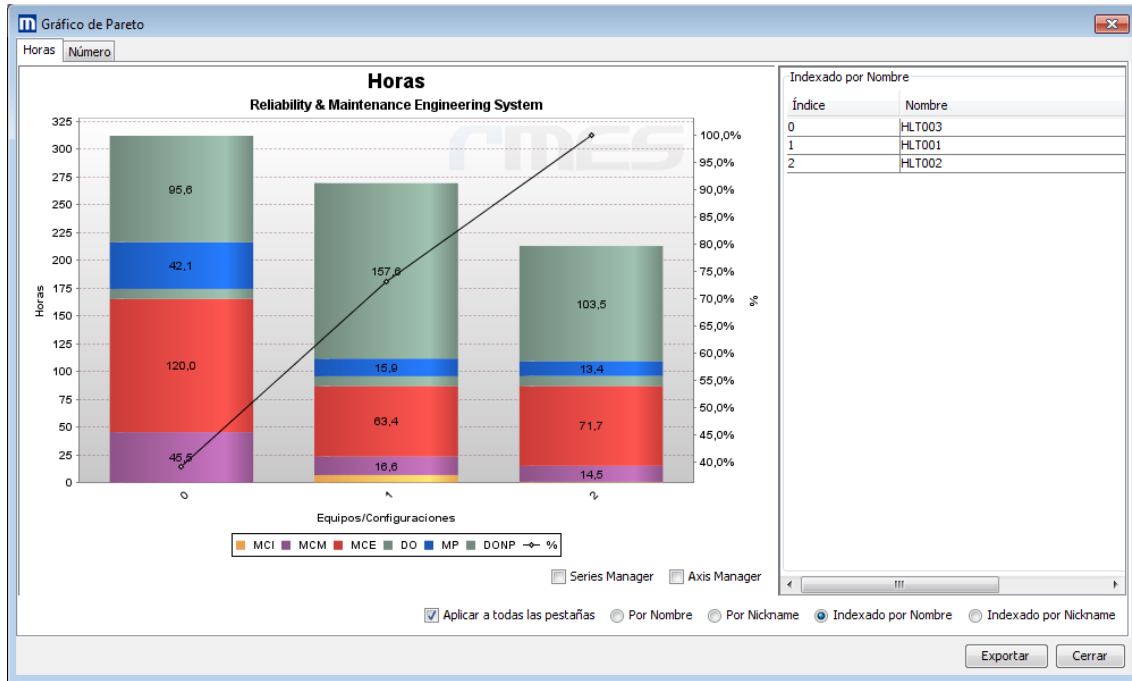 m Gráfico de Pareto
Horas Número
Horas
Reliability & Maintenance Engineering System
rmes
325
300
275
250
225
200
175
150
125
100
75
50
25
0
Horas
95,6
42,1
120,0
45,5
157,6
15,9
63,4
16,6
103,5
13,4
71,7
14,5
100,0%
95,0%
90,0%
85,0%
80,0%
75,0%
70,0%
65,0%
60,0%
55,0%
50,0%
45,0%
40,0%
%
0 1 2
Equipos/Configuraciones
MCI MCM MCE DO MP DONP %
Series Manager Axis Manager
Indexado por Nombre
Índice Nombre
0 HLT003
1 HLT001
2 HLT002
Aplicar a todas las pestañas Por Nombre Por Nickname Indexado por Nombre Indexado por Nickname
Exportar Cerrar